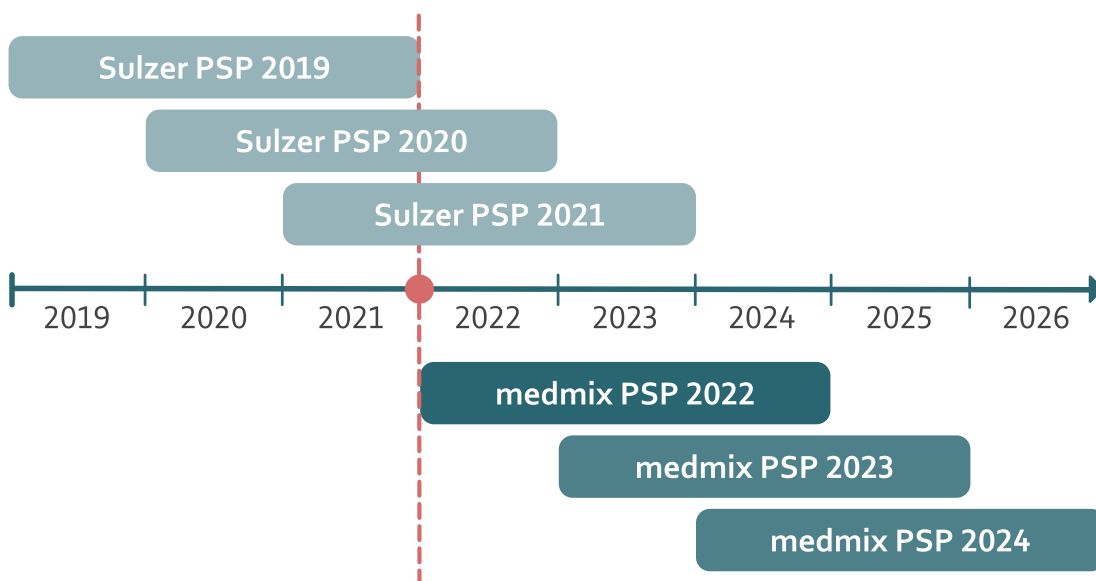 Sulzer PSP 2019
Sulzer PSP 2020
Sulzer PSP 2021
2019 2020 2021 2022 2023 2024 2025 2026
medmix PSP 2022
medmix PSP 2023
medmix PSP 2024